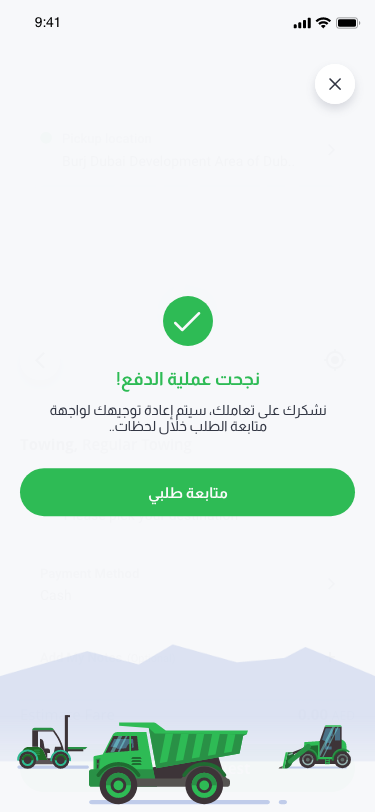 9:41
نجحت عملية الدفع!
نشكرك على تعاملك، سيتم إعادة توجيهك لواجهة
متابعة الطلب خلال لحظات..
متابعة طلبي